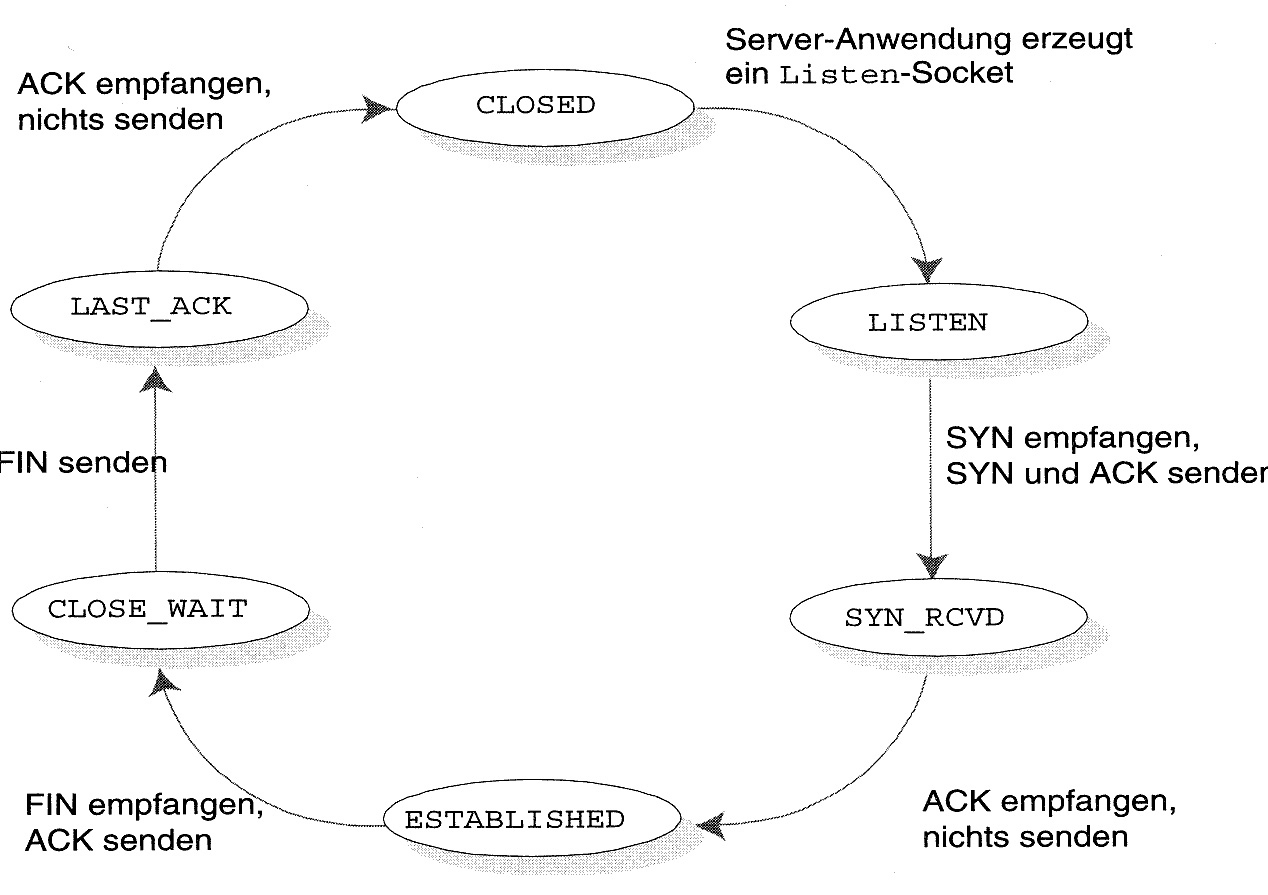 Server-Anwendung erzeugt
ein Listen-Socket
ACK empfangen,
nichts senden
CLOSED
LAST_ACK
LISTEN
SYN empfangen,
SYN und ACK senden
FIN senden
CLOSE_WAIT
SYN_RCVD
FIN empfangen,
ACK senden
ESTABLISHED
ACK empfangen,
nichts senden